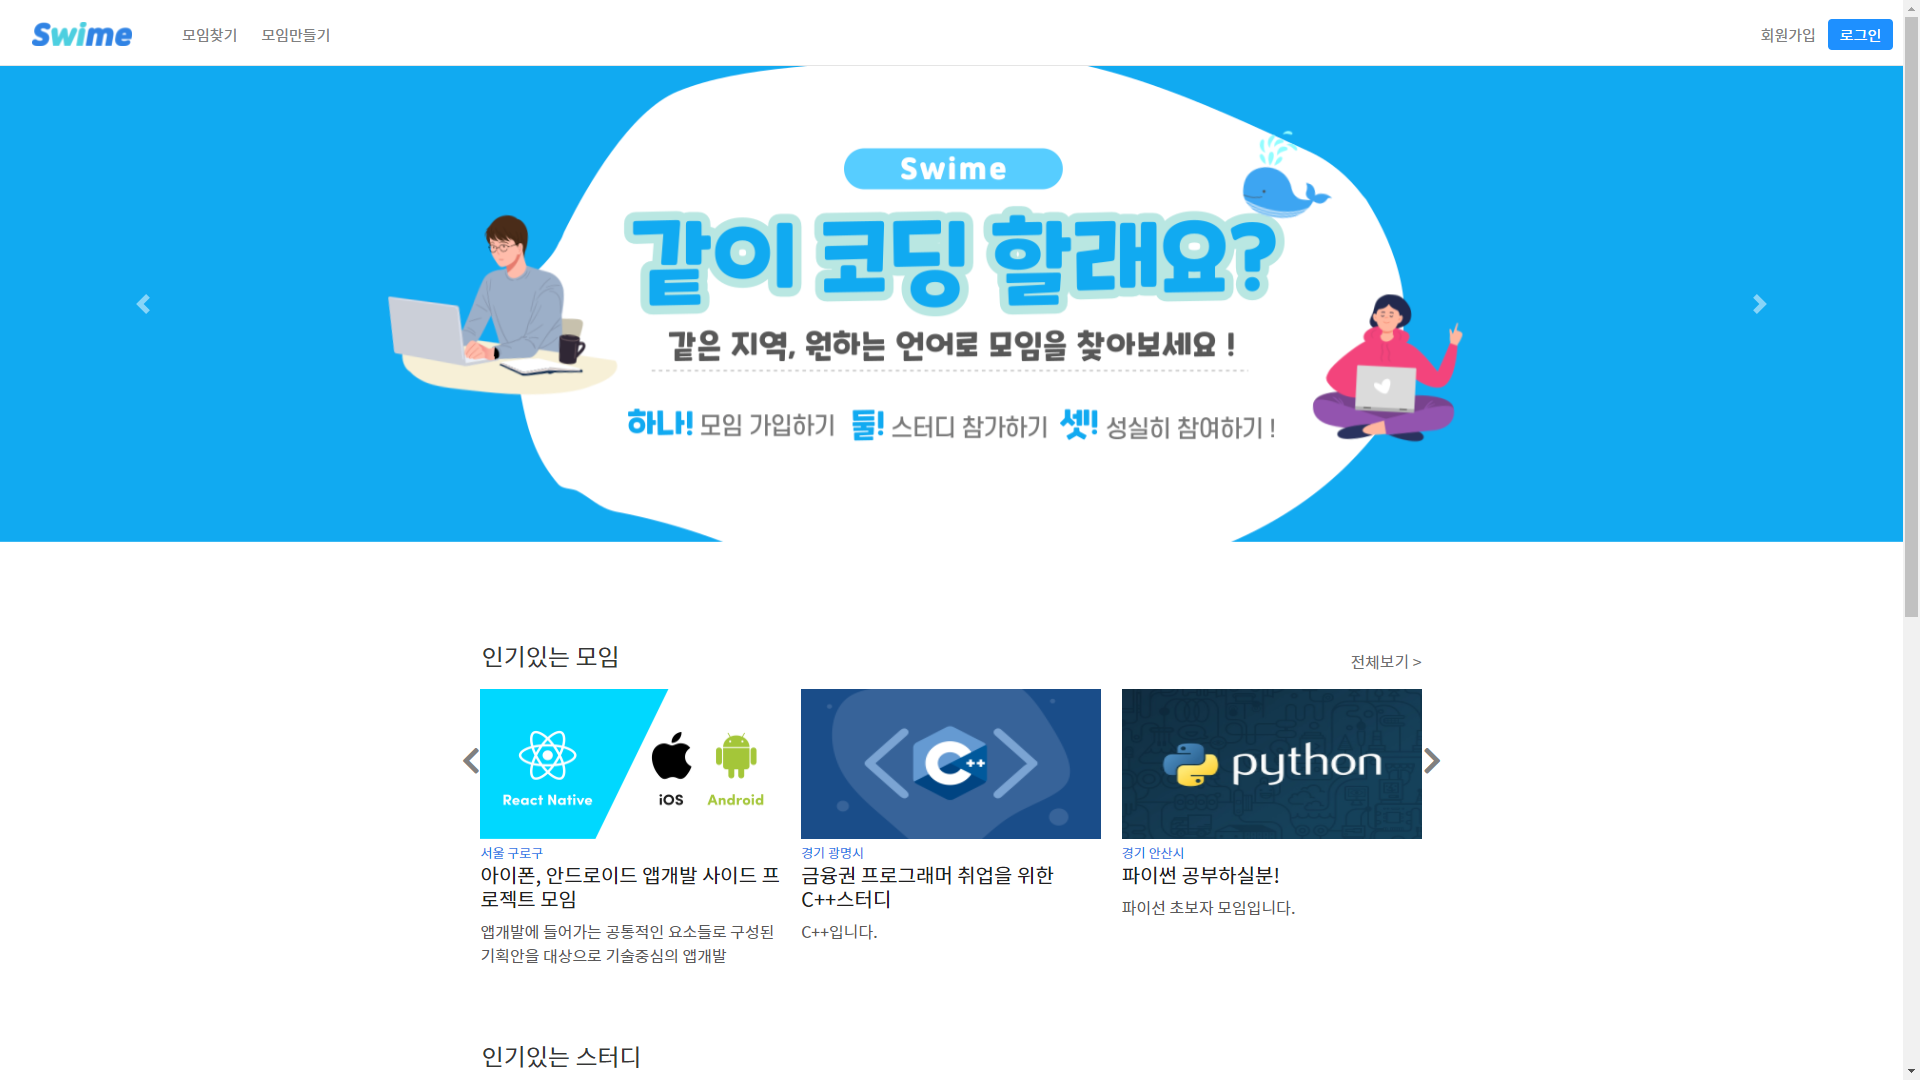 Swime
모임찾기
모임만들기
회원가입
로그인
Swime
같이 코딩 할래요?
같은 지역, 원하는 언어로 모임을 찾아보세요 !
하나! 모임 가입하기 둘! 스터디 참가하기 셋! 성실히 참여하기 !
인기있는 모임
전체보기 >
React Native
iOS
Android
서울 구로구
아이폰, 안드로이드 앱개발 사이드 프
로젝트 모임
앱개발에 들어가는 공통적인 요소들로 구성된
기획안을 대상으로 기술중심의 앱개발
C++
경기 광명시
금융권 프로그래머 취업을 위한
C++스터디
C++입니다.
python
경기 안산시
파이썬 공부하실분!
파이선 초보자 모임입니다.
인기있는 스터디